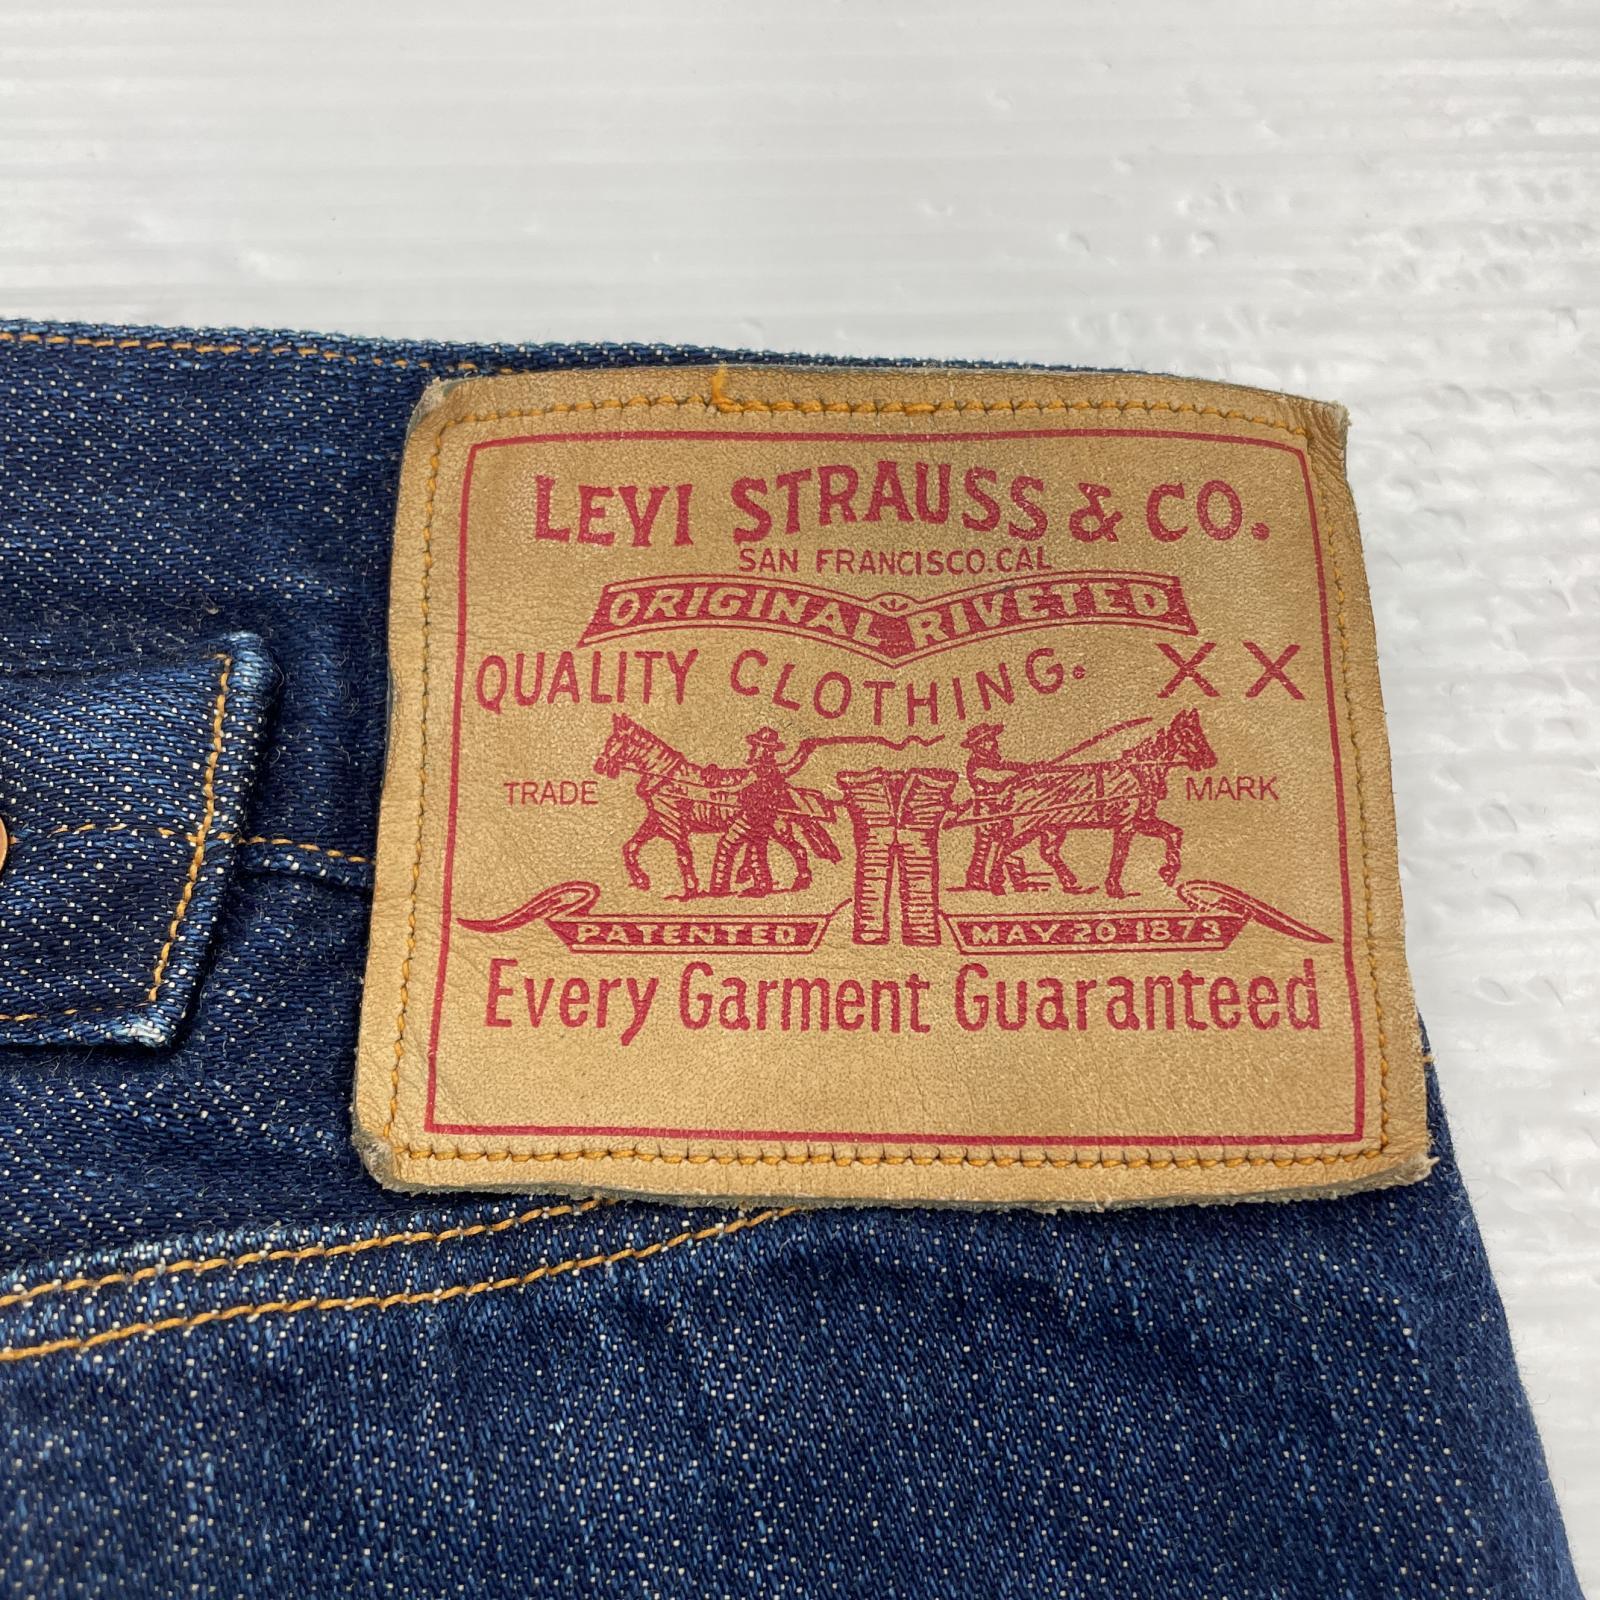 LEVI STRAUSS & CO.
SAN FRANCISCO.CAL
ORIGINAL RIVETED
QUALITY CLOTHING. XX
TRADE MARK
PATENTED MAY 20 1873
Every Garment Guaranteed